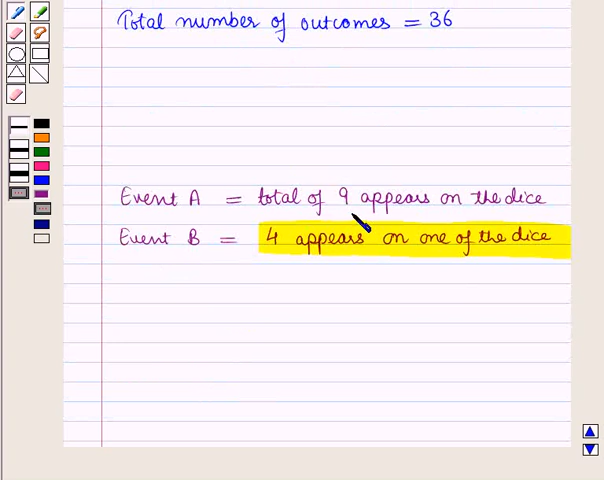 Total number of outcomes = 36
Event A = total of 9 appears on the dice
Event B = 4 appears on one of the dice